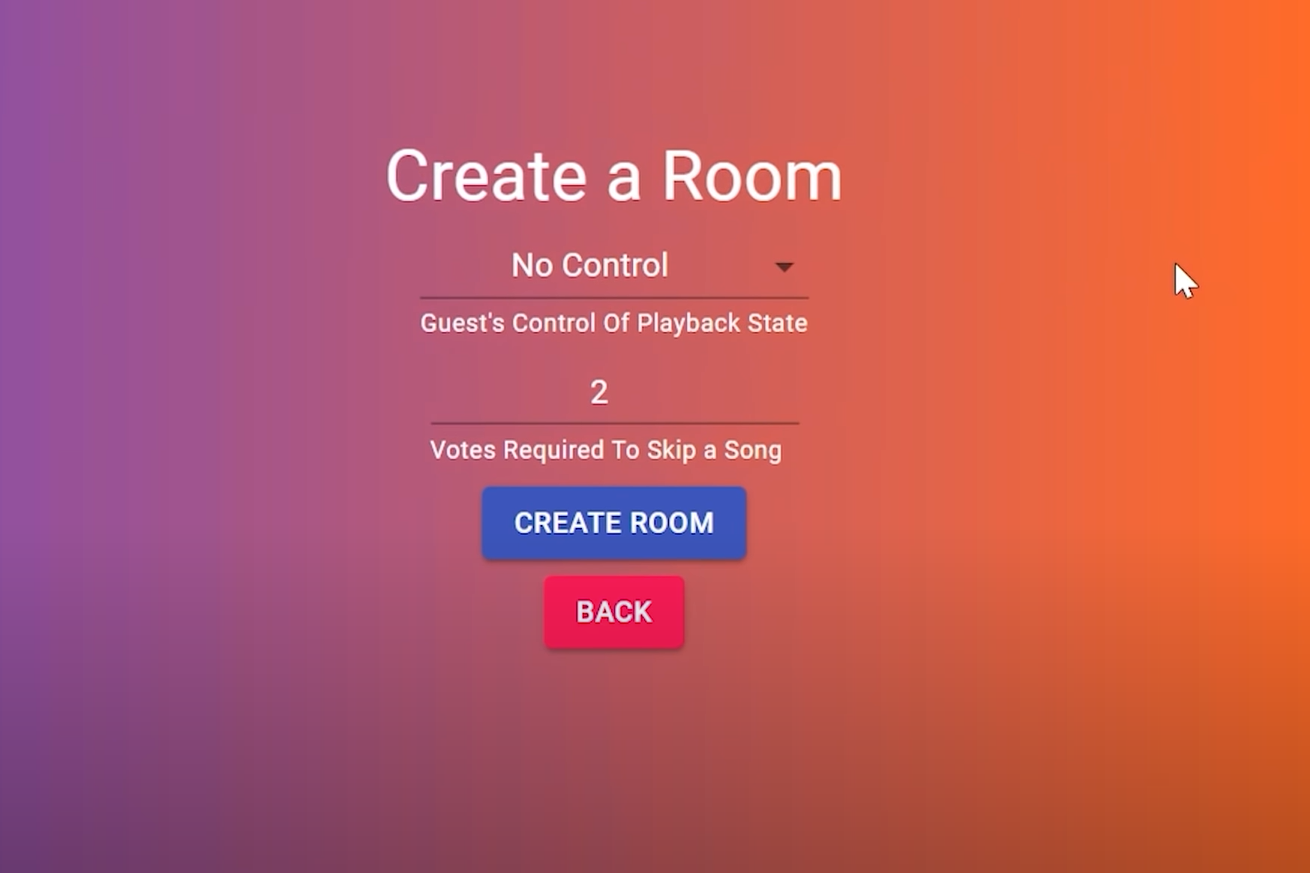 Create a Room
No Control
Guest's Control Of Playback State
2
Votes Required To Skip a Song
CREATE ROOM
BACK